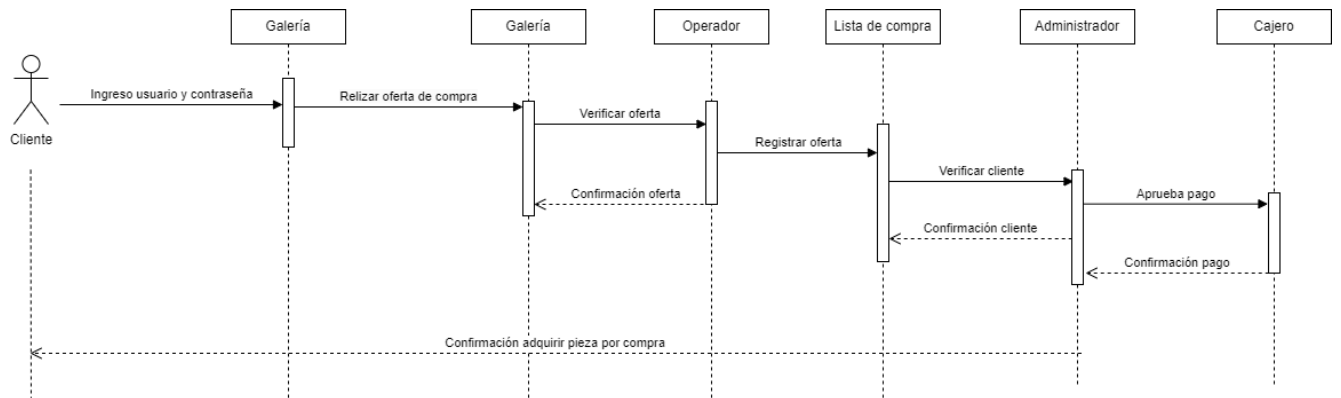 Galería
Galería
Operador
Lista de compra
Administrador
Cajero
Cliente
Ingreso usuario y contraseña
Relizar oferta de compra
Verificar oferta
Registrar oferta
Verificar cliente
Aprueba pago
Confirmación oferta
Confirmación cliente
Confirmación pago
Confirmación adquirir pieza por compra